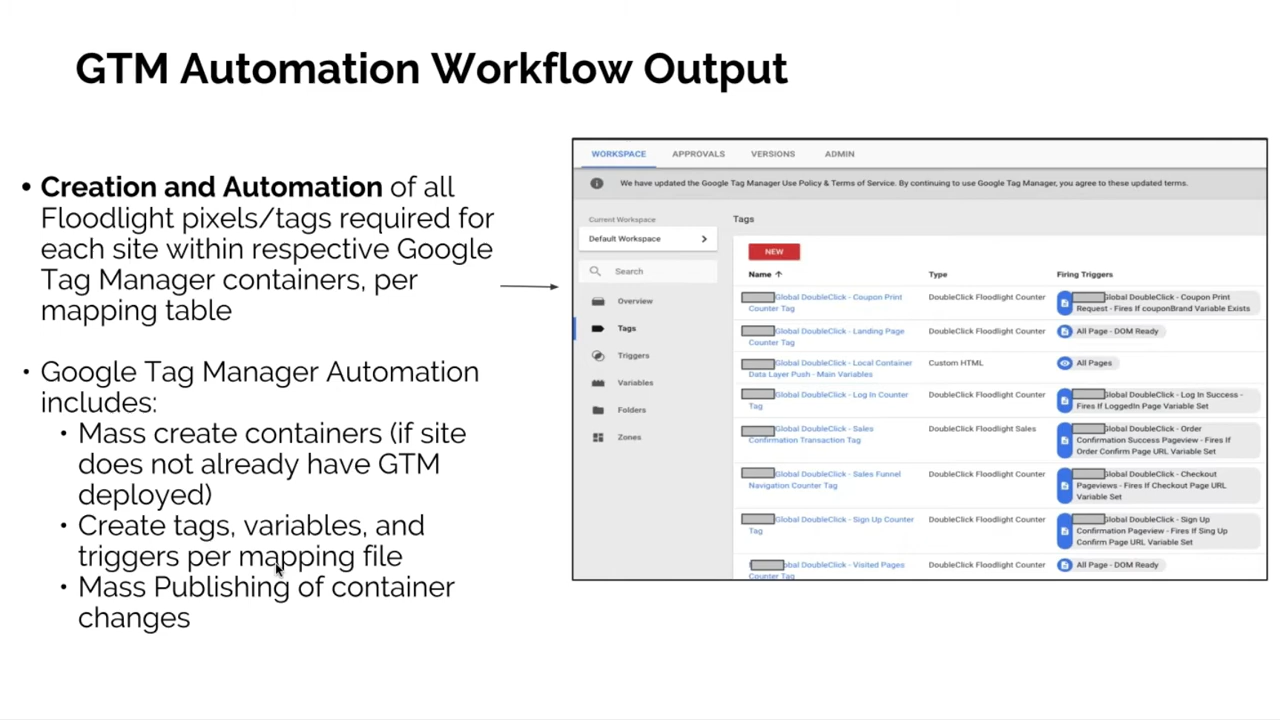 GTM Automation Workflow Output
• Creation and Automation of all
Floodlight pixels/tags required for
each site within respective Google
Tag Manager containers, per
mapping table
• Google Tag Manager Automation
includes:
• Mass create containers (if site
does not already have GTM
deployed)
• Create tags, variables, and
triggers per mapping file
• Mass Publishing of container
changes
WORKSPACE APPROVALS VERSIONS ADMIN
We have updated the Google Tag Manager Use Policy & Terms of Service. By continuing to use Google Tag Manager, you agree to these updated terms.
Current Workspace
Default Workspace
Search
Overview
Tags
Triggers
Variables
Folders
Zones
Tags
NEW
Name Type Firing Triggers
Global DoubleClick - Coupon Print
Counter Tag
DoubleClick Floodlight Counter
Global DoubleClick - Coupon Print
Request - Fires If couponBrand Variable Exists
Global DoubleClick - Landing Page
Counter Tag
DoubleClick Floodlight Counter
All Page - DOM Ready
Global DoubleClick - Local Container
Data Layer Push - Main Variables
Custom HTML
All Pages
Global DoubleClick - Log In Counter
Tag
DoubleClick Floodlight Counter
Global DoubleClick - Log In Success -
Fires If LoggedIn Page Variable Set
Global DoubleClick - Sales
Confirmation Transaction Tag
DoubleClick Floodlight Sales
Global DoubleClick - Order
Confirmation Success Pageview - Fires If
Order Confirm Page URL Variable Set
Global DoubleClick - Sales Funnel
Navigation Counter Tag
DoubleClick Floodlight Counter
Global DoubleClick - Checkout
Pageviews - Fires If Checkout Page URL
Variable Set
Global DoubleClick - Sign Up Counter
Tag
DoubleClick Floodlight Counter
Global DoubleClick - Sign Up
Confirmation Pageview - Fires If Sing Up
Confirm Page URL Variable Set
bal DoubleClick - Visited Pages
Counter Tag
DoubleClick Floodlight Counter
All Page - DOM Ready